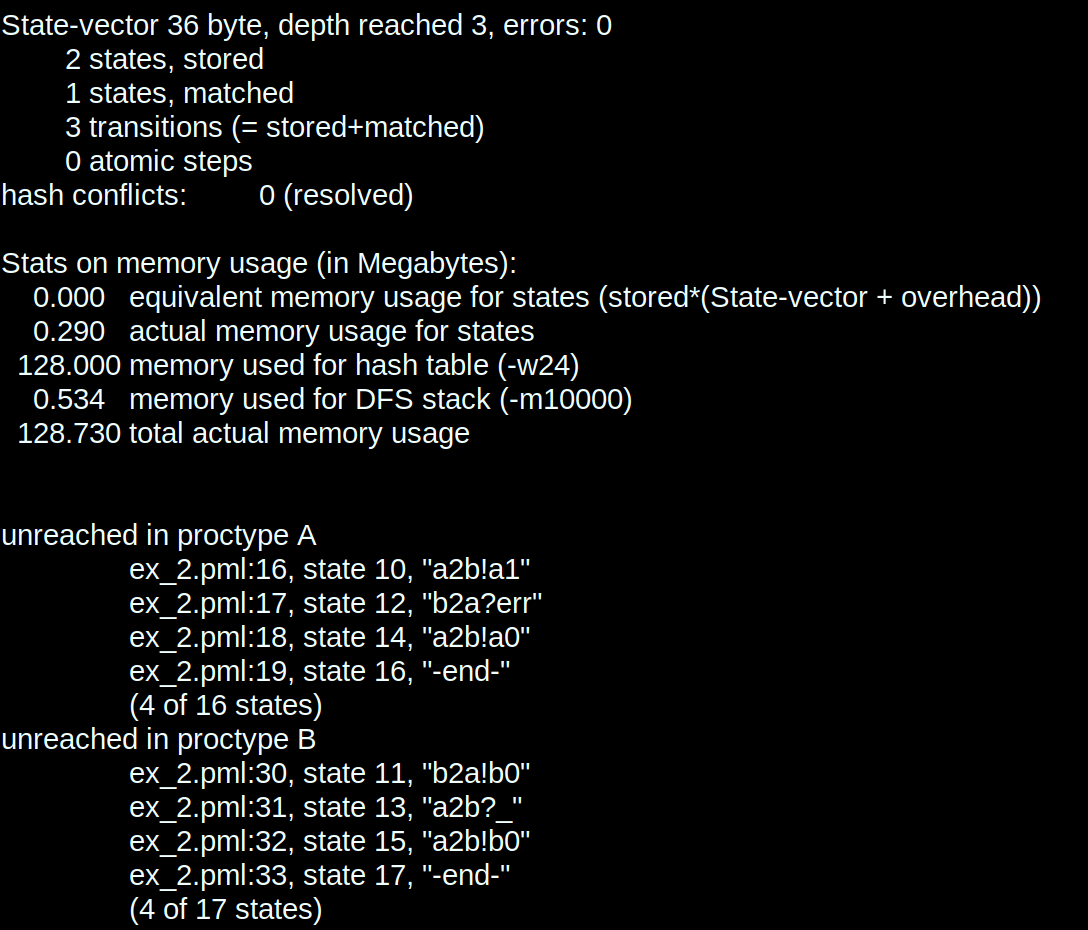 State-vector 36 byte, depth reached 3, errors: 0
2 states, stored
1 states, matched
3 transitions (= stored+matched)
0 atomic steps
hash conflicts: 0 (resolved)
Stats on memory usage (in Megabytes):
0.000 equivalent memory usage for states (stored*(State-vector + overhead))
0.290 actual memory usage for states
128.000 memory used for hash table (-w24)
0.534 memory used for DFS stack (-m10000)
128.730 total actual memory usage
unreached in proctype A
ex_2.pml:16, state 10, "a2b!a1"
ex_2.pml:17, state 12, "b2a?err"
ex_2.pml:18, state 14, "a2b!a0"
ex_2.pml:19, state 16, "-end-"
(4 of 16 states)
unreached in proctype B
ex_2.pml:30, state 11, "b2a!b0"
ex_2.pml:31, state 13, "a2b?_"
ex_2.pml:32, state 15, "a2b!b0"
ex_2.pml:33, state 17, "-end-"
(4 of 17 states)